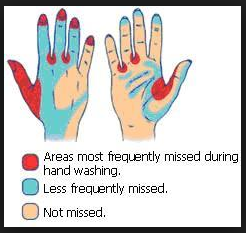 Areas most frequently missed during
hand washing.
Less frequently missed.
Not missed.